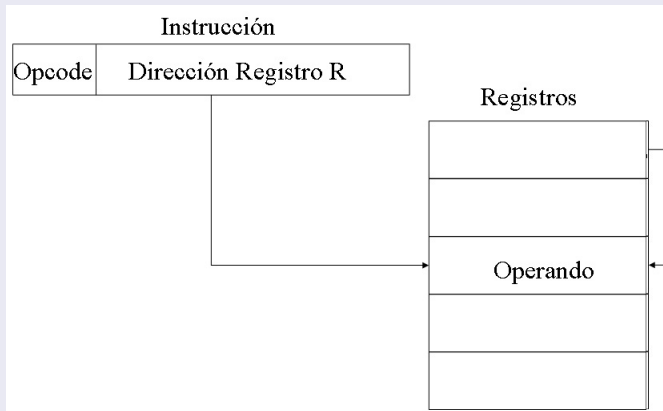 Instrucción
Opcode
Dirección Registro R
Registros
Operando